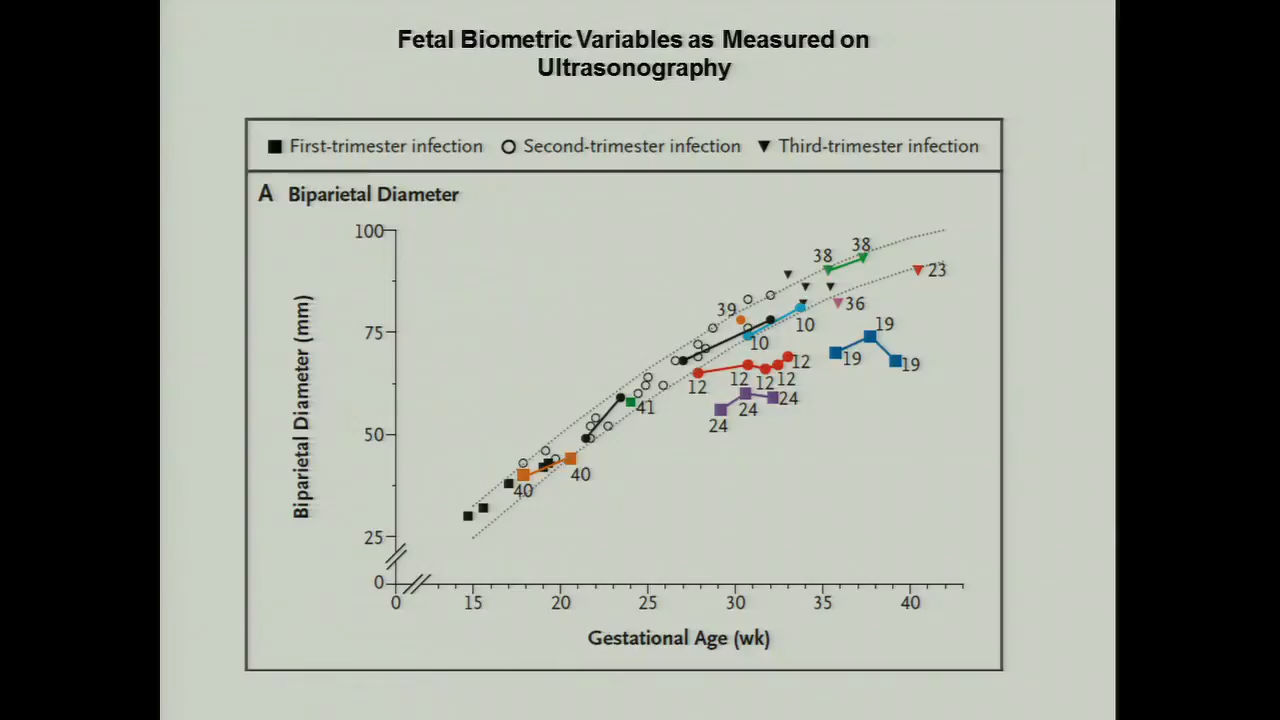 Fetal Biometric Variables as Measured on
Ultrasonography
First-trimester infection Second-trimester infection Third-trimester infection
A Biparietal Diameter
Biparietal Diameter (mm)
100
75
50
25
0
38 38
23
39
36
10 10
19
19 19
12 12 12 12 12
24 24 24
41
40 40
0 15 20 25 30 35 40
Gestational Age (wk)